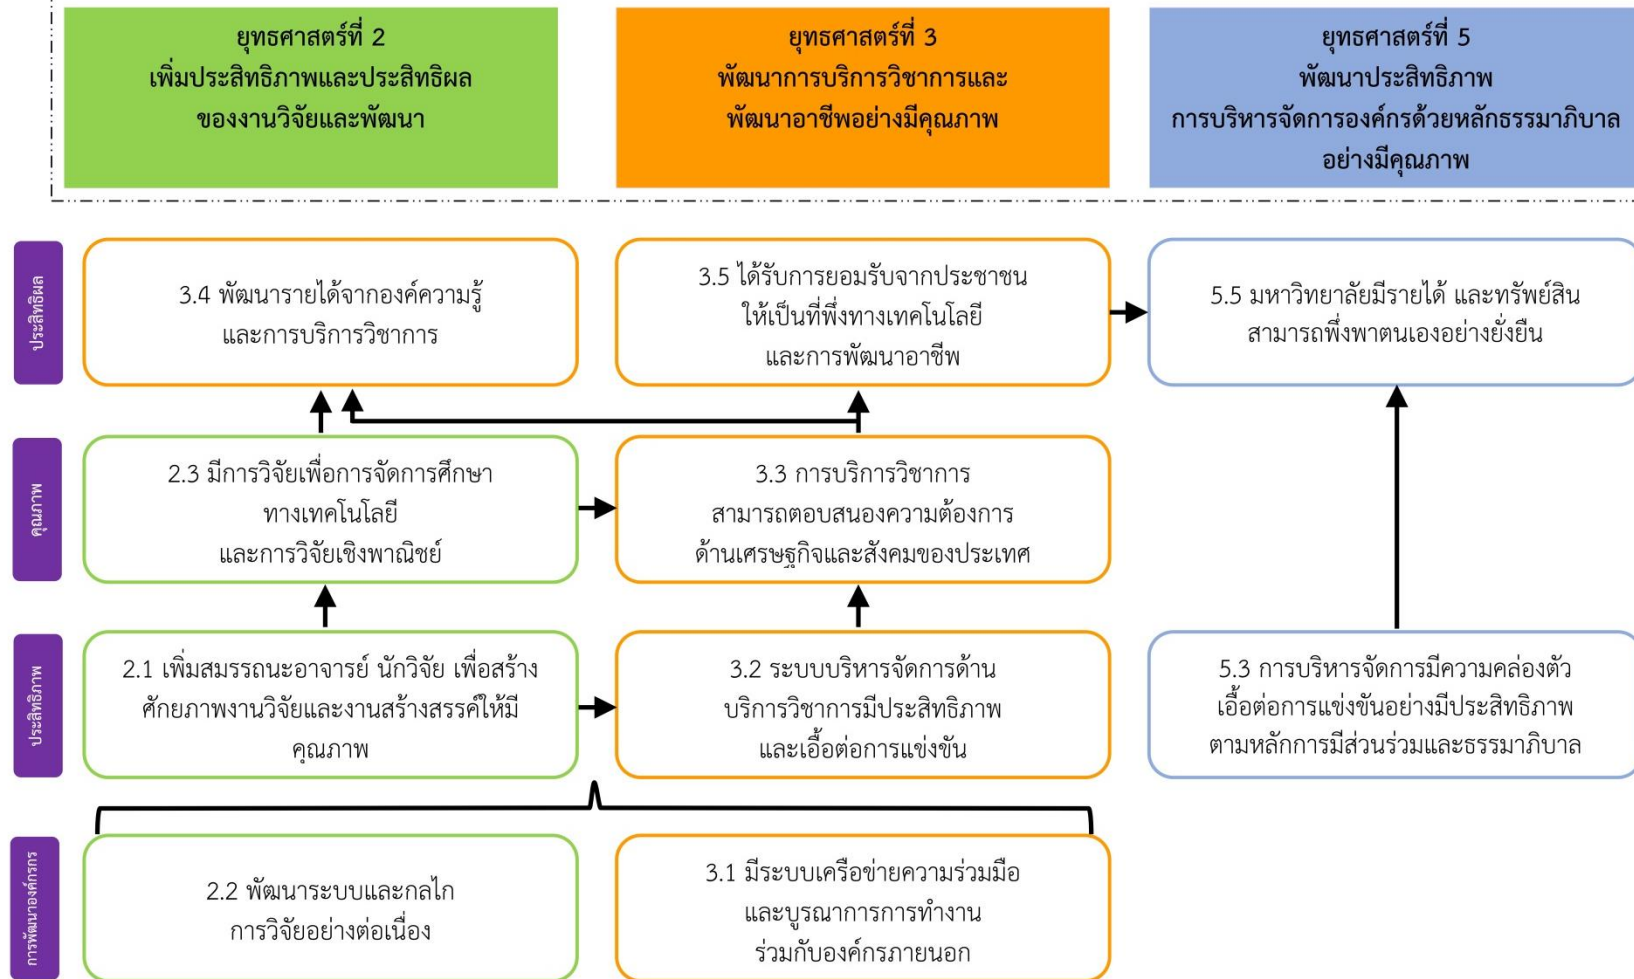 ยุทธศาสตร์ที่ 2
เพิ่มประสิทธิภาพและประสิทธิผล
ของงานวิจัยและพัฒนา
ยุทธศาสตร์ที่ 3
พัฒนาการบริการวิชาการและ
พัฒนาอาชีพอย่างมีคุณภาพ
ยุทธศาสตร์ที่ 5
พัฒนาประสิทธิภาพ
การบริหารจัดการองค์กรด้วยหลักธรรมาภิบาล
อย่างมีคุณภาพ
ประสิทธิผล
3.4 พัฒนารายได้จากองค์ความรู้
และการบริการวิชาการ
3.5 ได้รับการยอมรับจากประชาชน
ให้เป็นที่พึ่งทางเทคโนโลยี
และการพัฒนาอาชีพ
5.5 มหาวิทยาลัยมีรายได้ และทรัพย์สิน
สามารถพึ่งพาตนเองอย่างยั่งยืน
คุณภาพ
2.3 มีการวิจัยเพื่อการจัดการศึกษา
ทางเทคโนโลยี
และการวิจัยเชิงพาณิชย์
3.3 การบริการวิชาการ
สามารถตอบสนองความต้องการ
ด้านเศรษฐกิจและสังคมของประเทศ
ประสิทธิภาพ
2.1 เพิ่มสมรรถนะอาจารย์ นักวิจัย เพื่อสร้าง
ศักยภาพงานวิจัยและงานสร้างสรรค์ให้มี
คุณภาพ
3.2 ระบบบริหารจัดการด้าน
บริการวิชาการมีประสิทธิภาพ
และเอื้อต่อการแข่งขัน
5.3 การบริหารจัดการมีความคล่องตัว
เอื้อต่อการแข่งขันอย่างมีประสิทธิภาพ
ตามหลักการมีส่วนร่วมและธรรมาภิบาล
การพัฒนาองค์กรกร
2.2 พัฒนาระบบและกลไก
การวิจัยอย่างต่อเนื่อง
3.1 มีระบบเครือข่ายความร่วมมือ
และบูรณาการการทำงาน
ร่วมกับองค์กรภายนอก